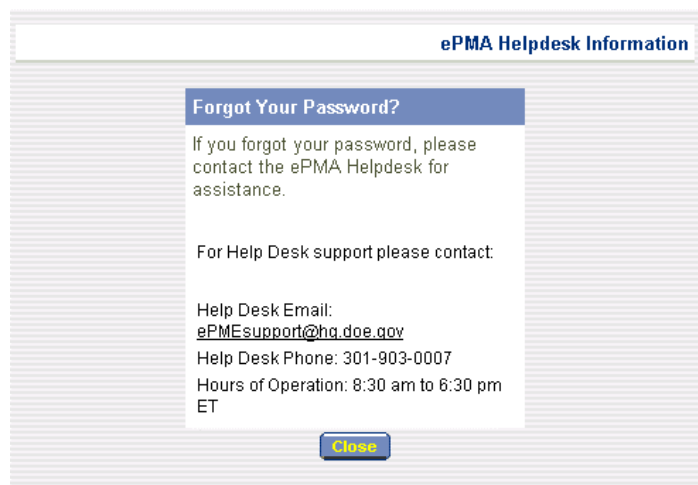 ePMA Helpdesk Information
Forgot Your Password?
If you forgot your password, please
contact the ePMA Helpdesk for
assistance.
For Help Desk support please contact:
Help Desk Email:
ePMEsupport@hq.doe.gov
Help Desk Phone: 301-903-0007
Hours of Operation: 8:30 am to 6:30 pm
ET
Close